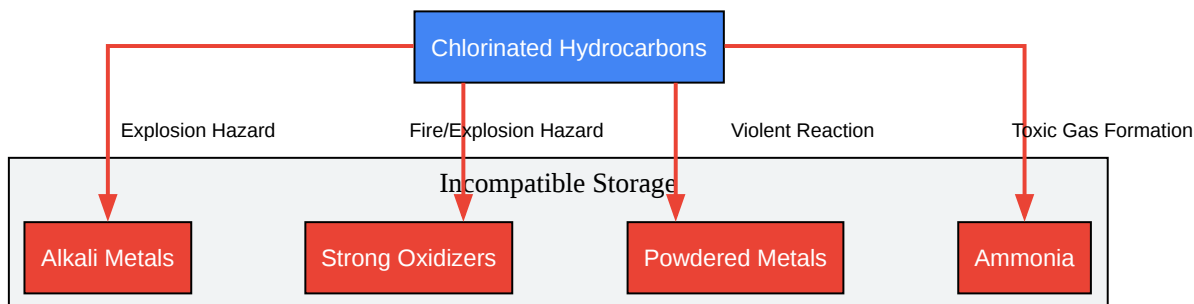 Chlorinated Hydrocarbons
Explosion Hazard
Fire/Explosion Hazard
Violent Reaction
Toxic Gas Formation
Incompatible Storage
Alkali Metals
Strong Oxidizers
Powdered Metals
Ammonia